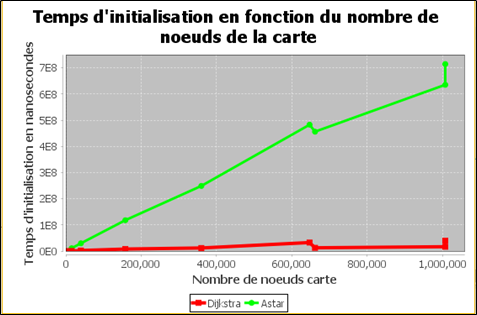 Temps d'initialisation en fonction du nombre de
noeuds de la carte
Temps d'initialisation en nanosecondes
7E8
6E8
5E8
4E8
3E8
2E8
1E8
0E0
0
200,000
400,000
600,000
800,000
1,000,000
Nombre de noeuds carte
Dijkstra
Astar